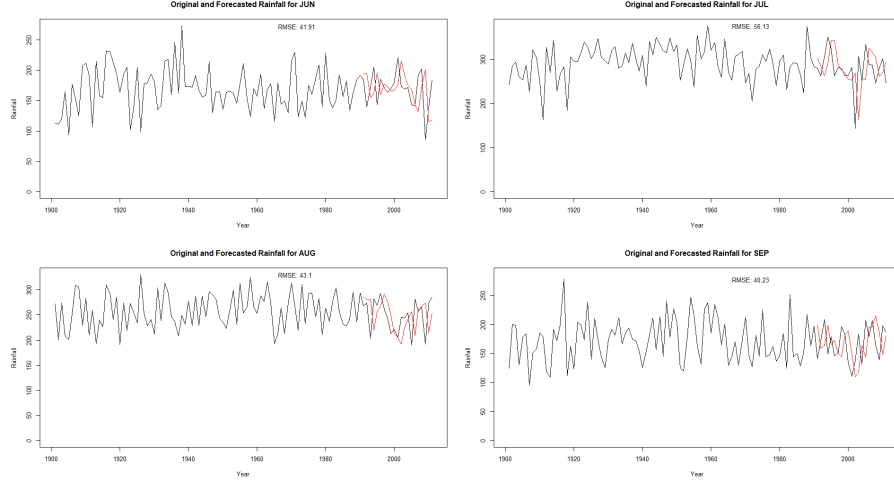 Original and Forecasted Rainfall for JUN
RMSE: 41.91
Rainfall
250
200
150
100
50
0
1900 1920 1940 1960 1980 2000
Year
Original and Forecasted Rainfall for JUL
RMSE: 56.13
Rainfall
300
200
100
0
1900 1920 1940 1960 1980 2000
Year
Original and Forecasted Rainfall for AUG
RMSE: 43.1
Rainfall
300
250
200
150
100
50
0
1900 1920 1940 1960 1980 2000
Year
Original and Forecasted Rainfall for SEP
RMSE: 40.23
Rainfall
250
200
150
100
50
0
1900 1920 1940 1960 1980 2000
Year